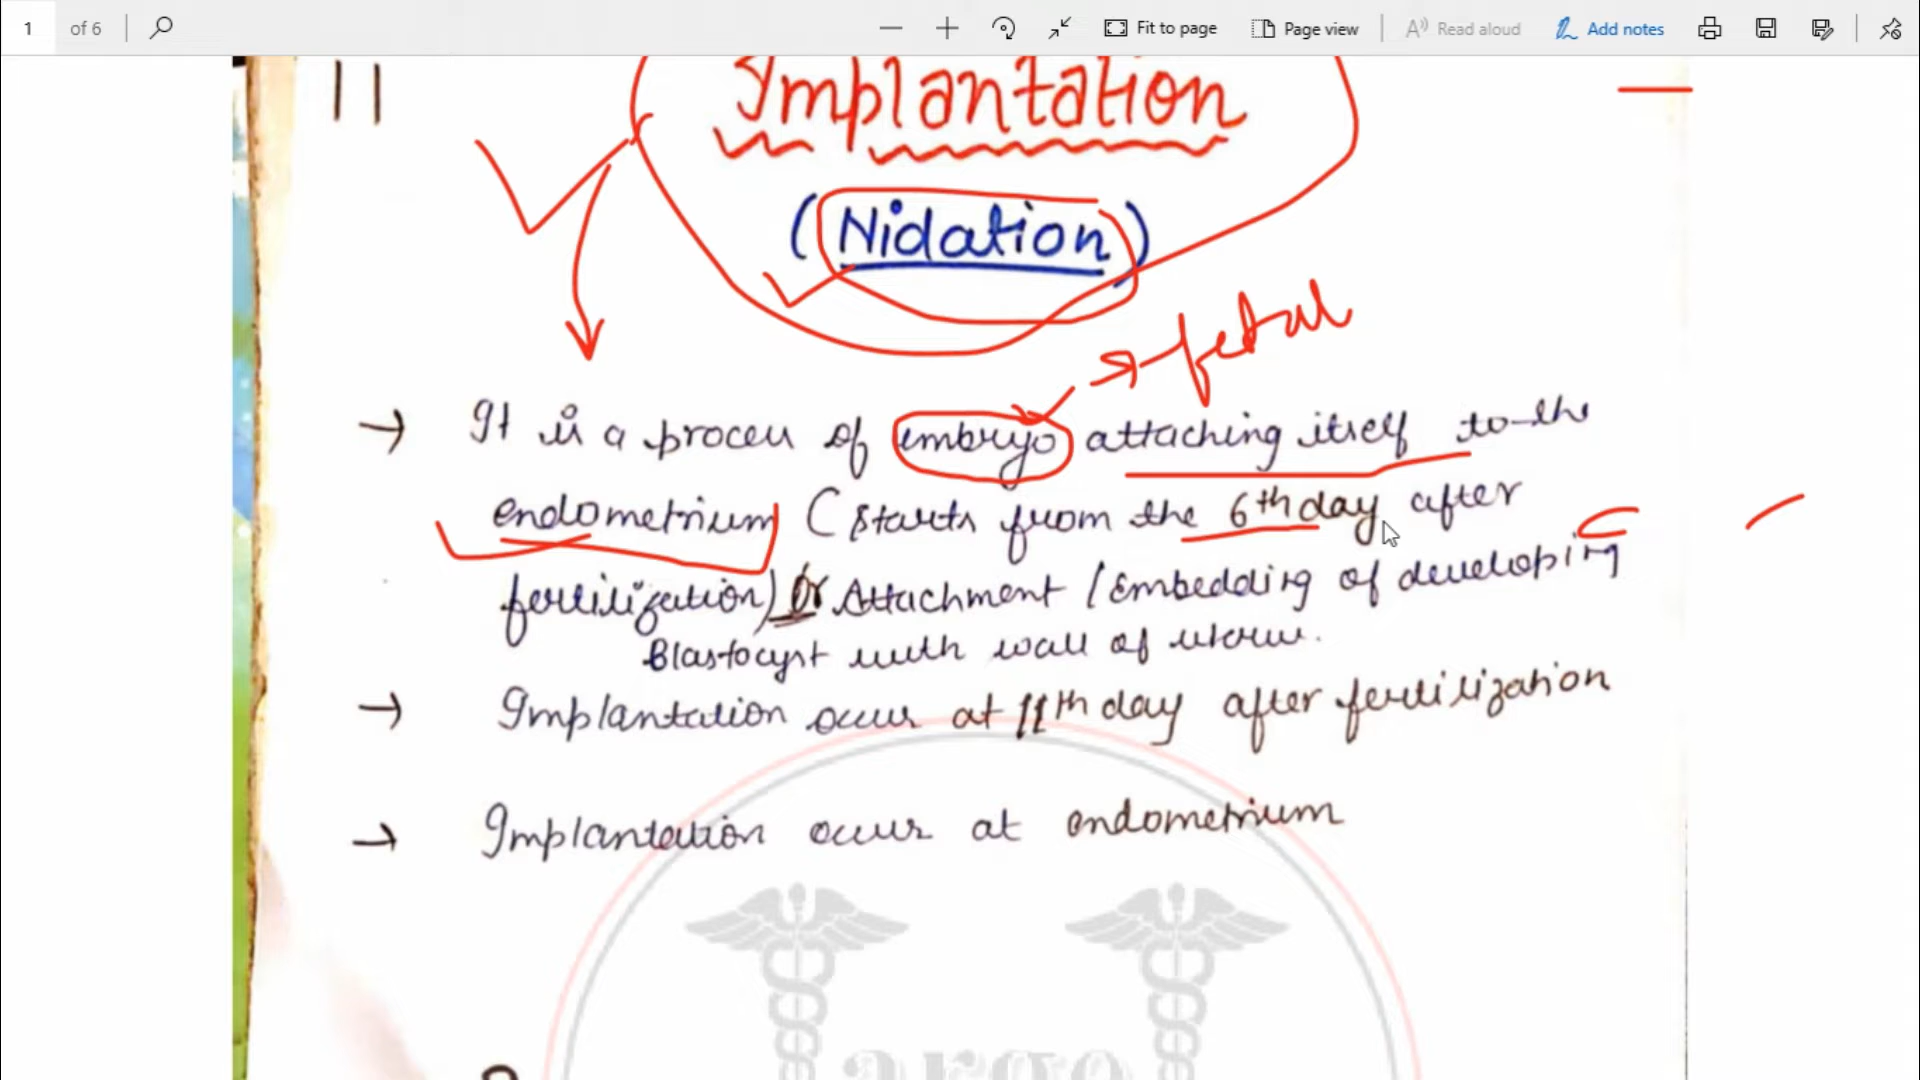 1 of 6 Fit to page Page view Read aloud Add notes
11
Implantation
(Nidation)
fetal
→ It is a process of embryo attaching itself to the
endometrium (starts from the 6th day after
fertilization) Or Attachment / Embedding of developing
Blastocyst with wall of uterus.
→ Implantation occur at 11th day after fertilization
→ Implantation occur at endometrium